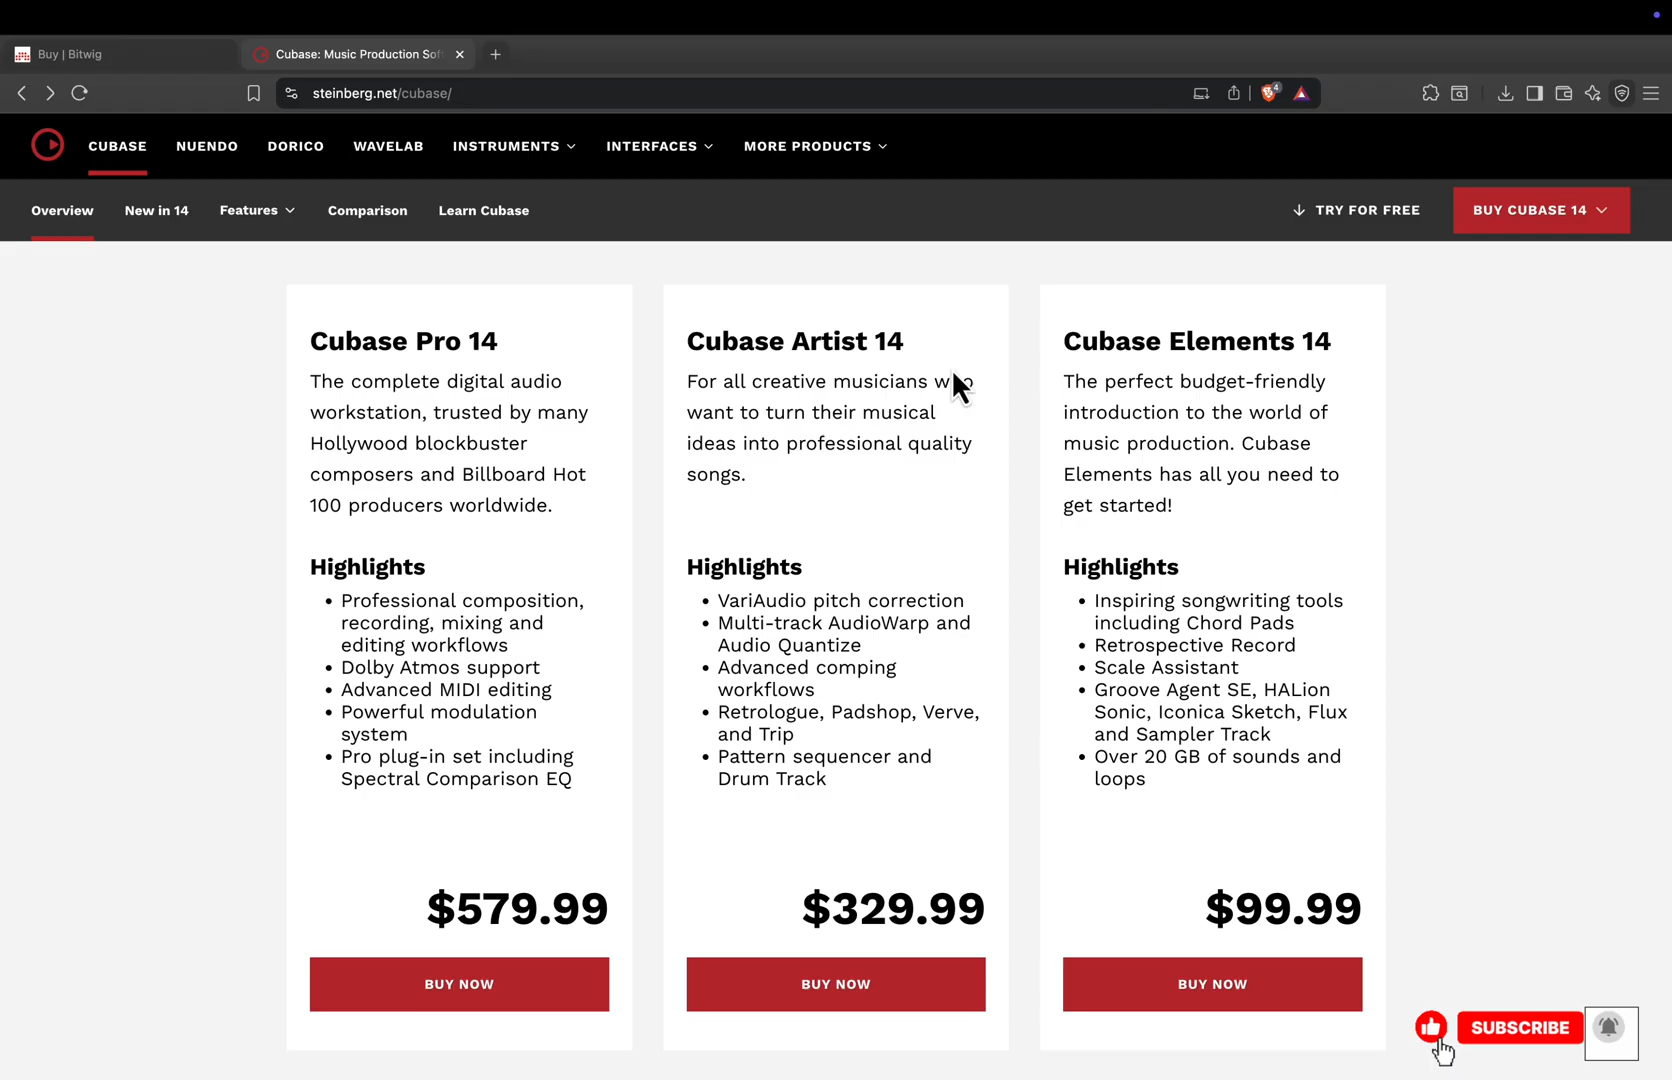 Buy | Bitwig
Cubase: Music Production Sof
steinberg.net/cubase/
4
CUBASE
NUENDO
DORICO
WAVELAB
INSTRUMENTS
INTERFACES
MORE PRODUCTS
Overview
New in 14
Features
Comparison
Learn Cubase
TRY FOR FREE
BUY CUBASE 14
Cubase Pro 14
The complete digital audio
workstation, trusted by many
Hollywood blockbuster
composers and Billboard Hot
100 producers worldwide.
Highlights
• Professional composition,
recording, mixing and
editing workflows
• Dolby Atmos support
• Advanced MIDI editing
• Powerful modulation
system
• Pro plug-in set including
Spectral Comparison EQ
$579.99
BUY NOW
Cubase Artist 14
For all creative musicians who
want to turn their musical
ideas into professional quality
songs.
Highlights
• VariAudio pitch correction
• Multi-track AudioWarp and
Audio Quantize
• Advanced comping
workflows
• Retrologue, Padshop, Verve,
and Trip
• Pattern sequencer and
Drum Track
$329.99
BUY NOW
Cubase Elements 14
The perfect budget-friendly
introduction to the world of
music production. Cubase
Elements has all you need to
get started!
Highlights
• Inspiring songwriting tools
including Chord Pads
• Retrospective Record
• Scale Assistant
• Groove Agent SE, HALion
Sonic, Iconica Sketch, Flux
and Sampler Track
• Over 20 GB of sounds and
loops
$99.99
BUY NOW
SUBSCRIBE